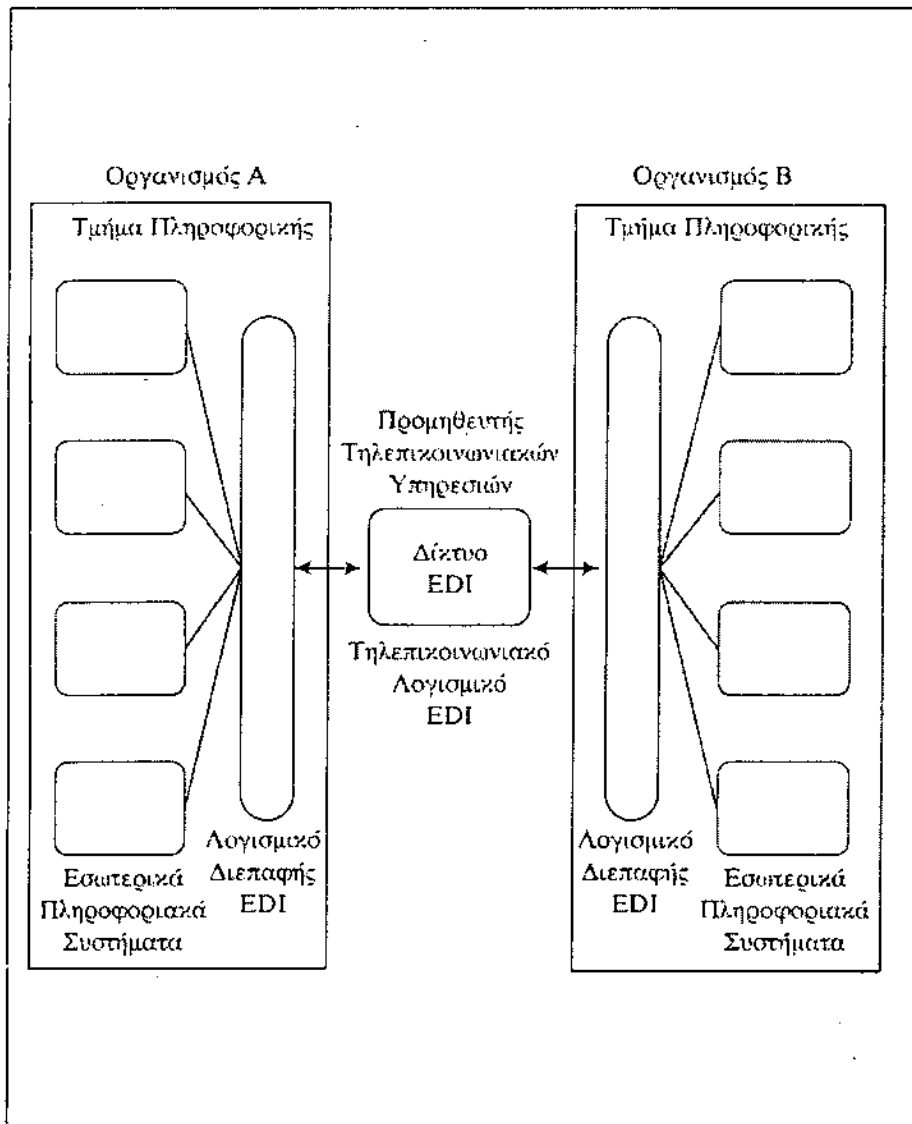 Οργανισμός Α
Οργανισμός Β
Τμήμα Πληροφορικής
Τμήμα Πληροφορικής
Προμηθευτής
Τηλεπικοινωνιακών
Υπηρεσιών
Δίκτυο
EDI
Τηλεπικοινωνιακό
Λογισμικό
EDI
Λογισμικό
Διεπαφής
EDI
Εσωτερικά
Πληροφοριακά
Συστήματα
Λογισμικό
Διεπαφής
EDI
Εσωτερικά
Πληροφοριακά
Συστήματα